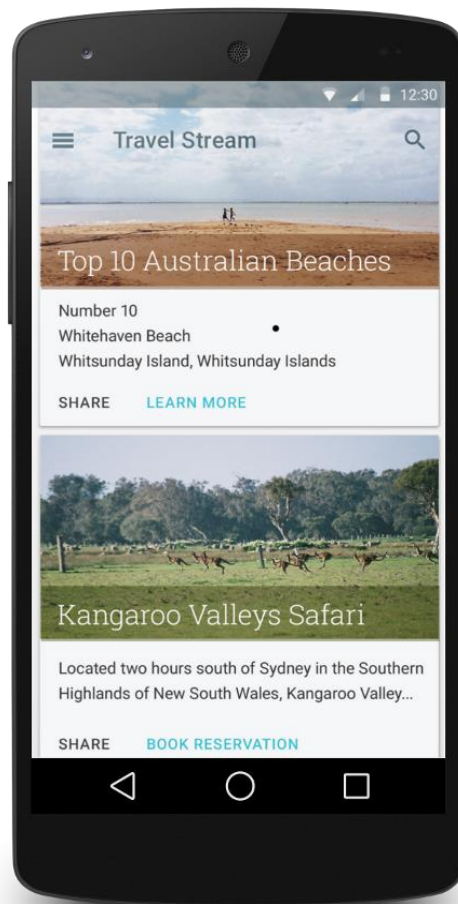 12:30
Travel Stream
Top 10 Australian Beaches
Number 10
Whitehaven Beach
Whitsunday Island, Whitsunday Islands
SHARE LEARN MORE
Kangaroo Valleys Safari
Located two hours south of Sydney in the Southern
Highlands of New South Wales, Kangaroo Valley...
SHARE BOOK RESERVATION